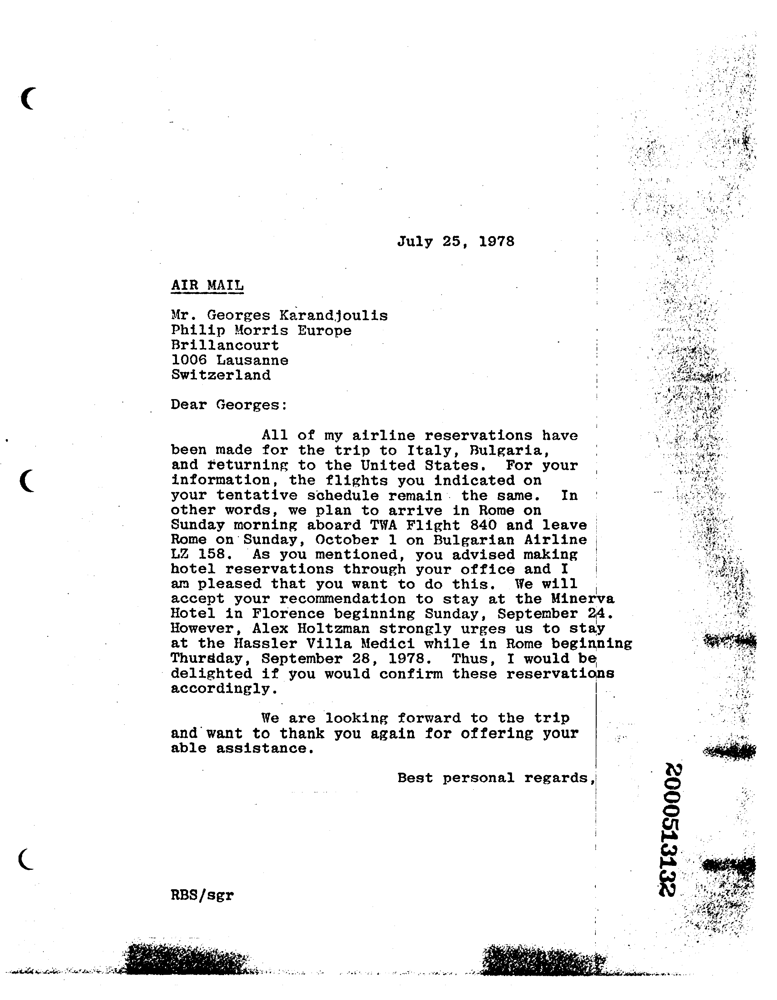 July 25, 1978
AIR MAIL
Mr. Georges Karandjoulis
Philip Morris Europe
Brillancourt
1006 Lausanne
Switzerland
Dear Georges:
All of my airline reservations have
been made for the trip to Italy, Bulgaria,
and returning to the United States. For your
information, the flights you indicated on
your tentative schedule remain the same. In
other words, we plan to arrive in Rome on
Sunday morning aboard TWA Flight 840 and leave
Rome on Sunday, October 1 on Bulgarian Airline
LZ 158. As you mentioned, you advised making
hotel reservations through your office and I
am pleased that you want to do this. We will
accept your recommendation to stay at the Minerva
Hotel in Florence beginning Sunday, September 24.
However, Alex Holtzman strongly urges us to stay
at the Hassler Villa Medici while in Rome beginning
Thursday, September 28, 1978. Thus, I would be
delighted if you would confirm these reservations
accordingly.
We are looking forward to the trip
and want to thank you again for offering your
able assistance.
Best personal regards,
RBS/sgr
2000513132